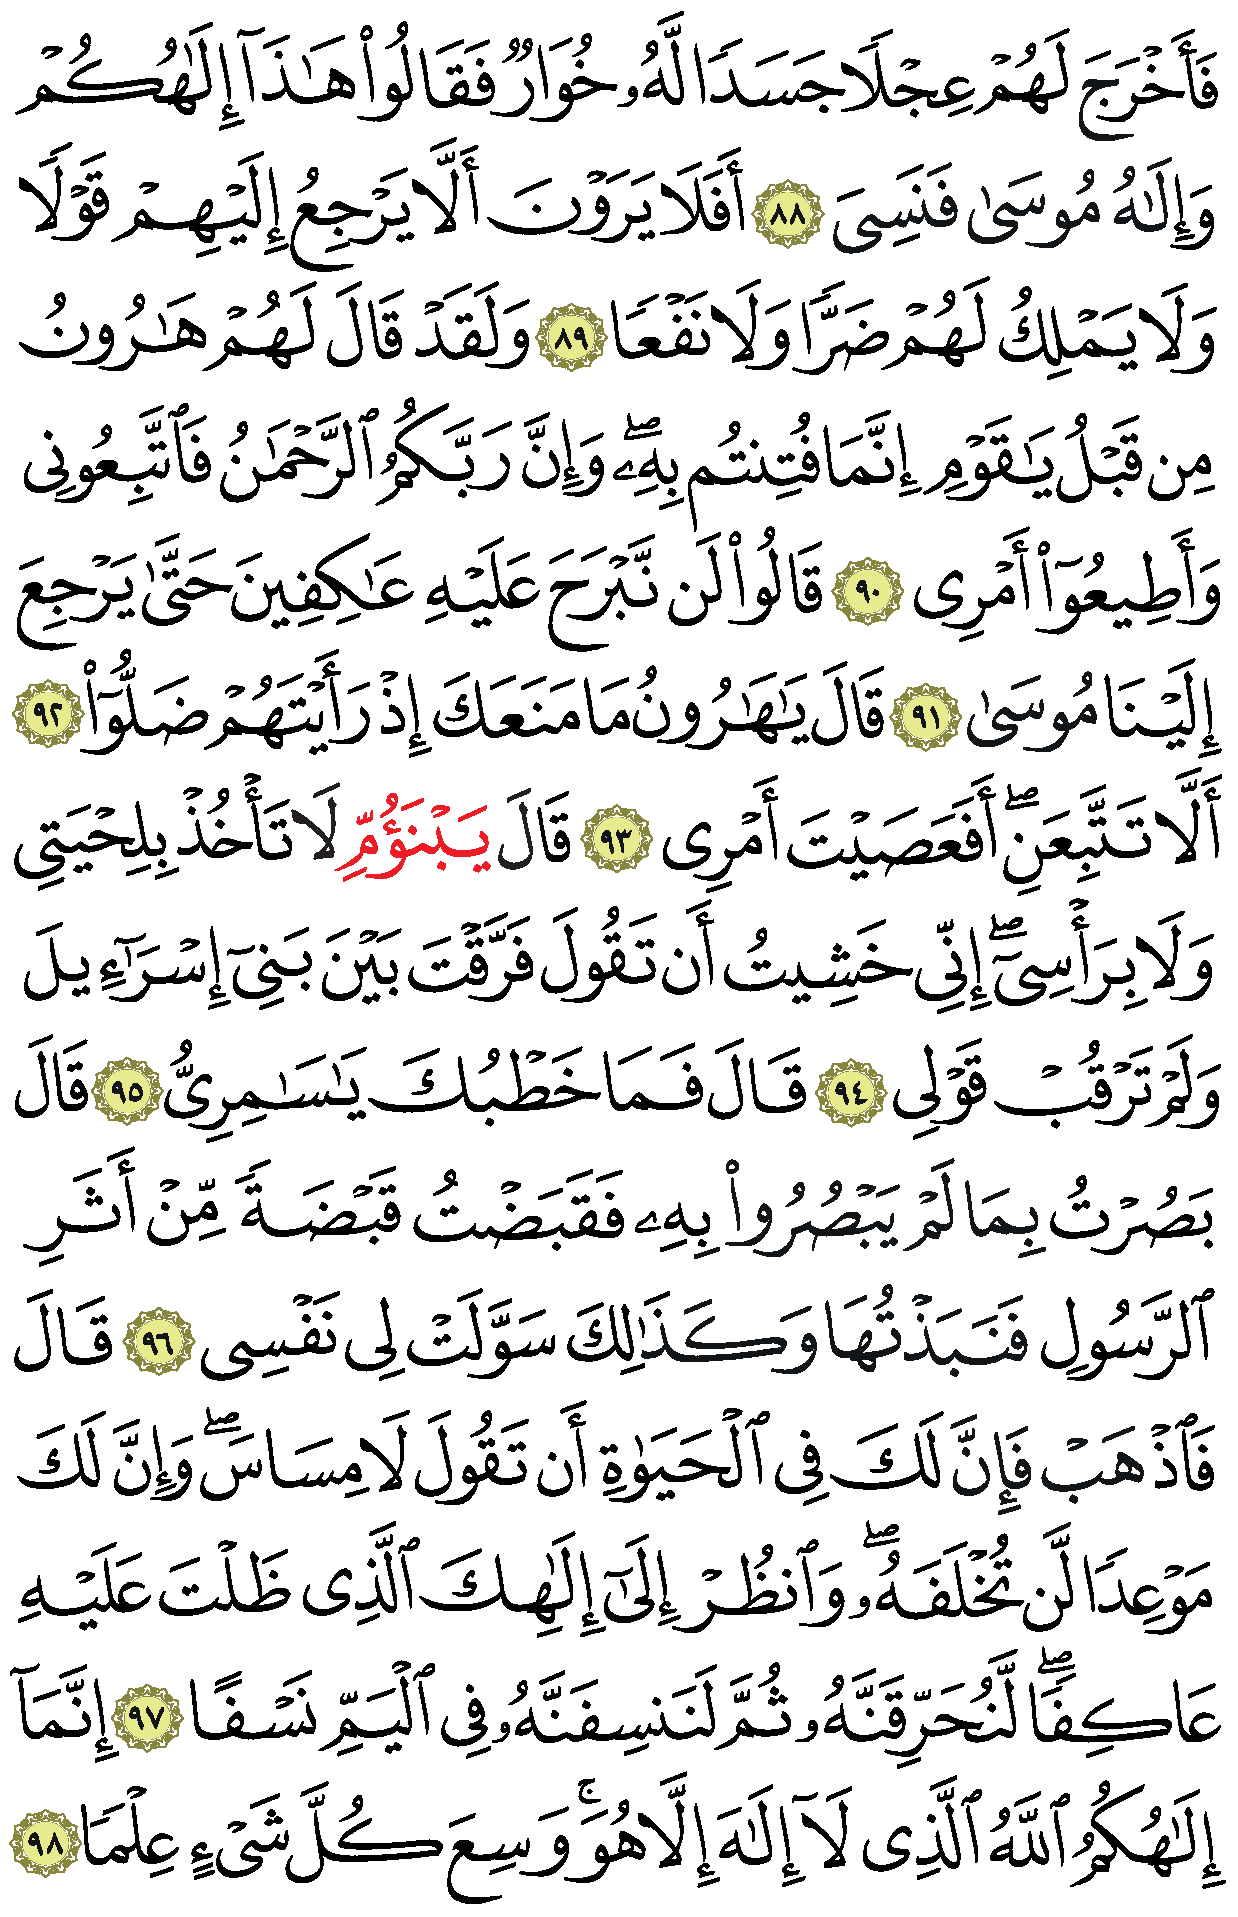 فَأَخْرَجَ لَهُمْ عِجْلًا جَسَدًا لَّهُۥ خُوَارٌ فَقَالُوا۟ هَـٰذَآ إِلَـٰهُكُمْ
وَإِلَـٰهُ مُوسَىٰ فَنَسِىَ ٨٨ أَفَلَا يَرَوْنَ أَلَّا يَرْجِعُ إِلَيْهِمْ قَوْلًا
وَلَا يَمْلِكُ لَهُمْ ضَرًّا وَلَا نَفْعًا ٨٩ وَلَقَدْ قَالَ لَهُمْ هَـٰرُونُ
مِن قَبْلُ يَـٰقَوْمِ إِنَّمَا فُتِنتُم بِهِۦ ۖ وَإِنَّ رَبَّكُمُ ٱلرَّحْمَـٰنُ فَٱتَّبِعُونِى
وَأَطِيعُوٓا۟ أَمْرِى ٩٠ قَالُوا۟ لَن نَّبْرَحَ عَلَيْهِ عَـٰكِفِينَ حَتَّىٰ يَرْجِعَ
إِلَيْنَا مُوسَىٰ ٩١ قَالَ يَـٰهَـٰرُونُ مَا مَنَعَكَ إِذْ رَأَيْتَهُمْ ضَلُّوٓا۟ ٩٢
أَلَّا تَتَّبِعَنِ ۖ أَفَعَصَيْتَ أَمْرِى ٩٣ قَالَ يَبْنَؤُمِّ لَا تَأْخُذْ بِلِحْيَتِى
وَلَا بِرَأْسِىٓ ۖ إِنِّى خَشِيتُ أَن تَقُولَ فَرَّقْتَ بَيْنَ بَنِىٓ إِسْرَٰٓءِيلَ
وَلَمْ تَرْقُبْ قَوْلِى ٩٤ قَالَ فَمَا خَطْبُكَ يَـٰسَـٰمِرِىُّ ٩٥ قَالَ
بَصُرْتُ بِمَا لَمْ يَبْصُرُوا۟ بِهِۦ فَقَبَضْتُ قَبْضَةً مِّنْ أَثَرِ
ٱلرَّسُولِ فَنَبَذْتُهَا وَكَذَٰلِكَ سَوَّلَتْ لِى نَفْسِى ٩٦ قَالَ
فَٱذْهَبْ فَإِنَّ لَكَ فِى ٱلْحَيَوٰةِ أَن تَقُولَ لَا مِسَاسَ ۖ وَإِنَّ لَكَ
مَوْعِدًا لَّن تُخْلَفَهُۥ ۖ وَٱنظُرْ إِلَىٰٓ إِلَـٰهِكَ ٱلَّذِى ظَلْتَ عَلَيْهِ
عَاكِفًا ۖ لَّنُحَرِّقَنَّهُۥ ثُمَّ لَنَنسِفَنَّهُۥ فِى ٱلْيَمِّ نَسْفًا ٩٧ إِنَّمَآ
إِلَـٰهُكُمُ ٱللَّهُ ٱلَّذِى لَآ إِلَـٰهَ إِلَّا هُوَ ۚ وَسِعَ كُلَّ شَىْءٍ عِلْمًا ٩٨